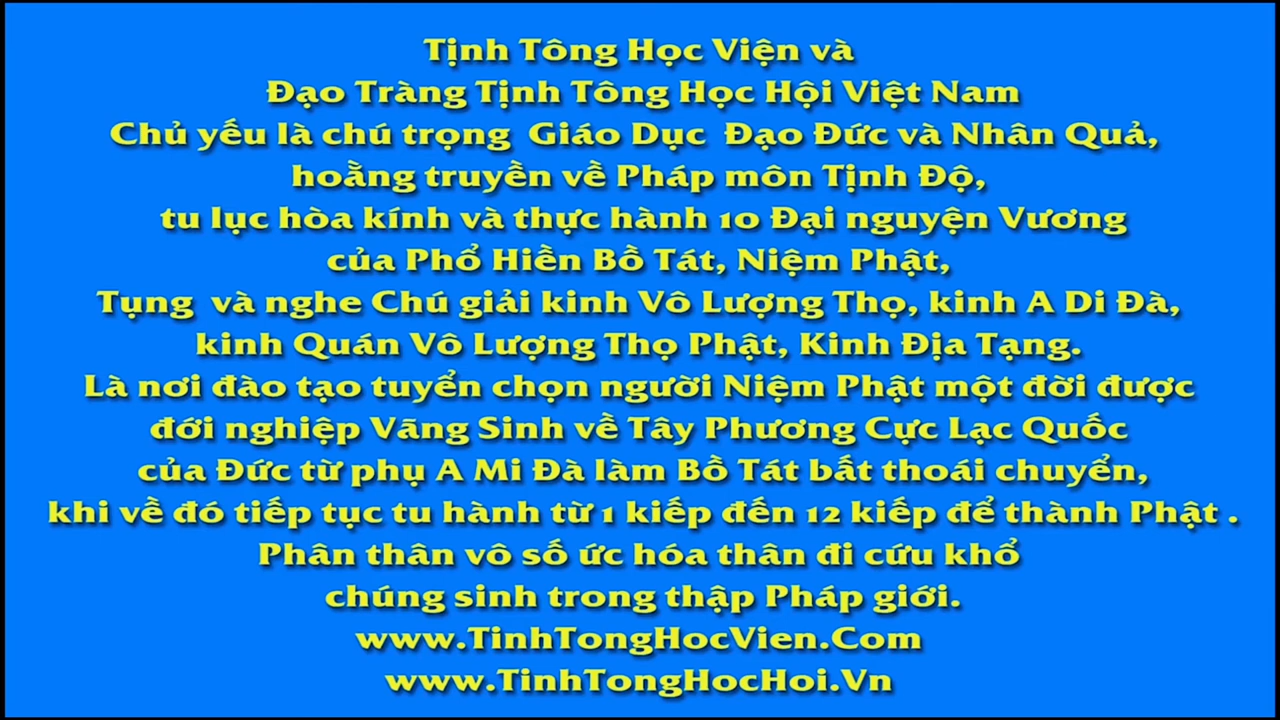 Tịnh Tông Học Viện và
Đạo Tràng Tịnh Tông Học Hội Việt Nam
Chủ yếu là chú trọng Giáo Dục Đạo Đức và Nhân Quả,
hoằng truyền về Pháp môn Tịnh Độ,
tu lục hòa kính và thực hành 10 Đại nguyện Vương
của Phổ Hiền Bồ Tát, Niệm Phật,
Tụng và nghe Chú giải kinh Vô Lượng Thọ, kinh A Di Đà,
kinh Quán Vô Lượng Thọ Phật, Kinh Địa Tạng.
Là nơi đào tạo tuyển chọn người Niệm Phật một đời được
đới nghiệp Vãng Sinh về Tây Phương Cực Lạc Quốc
của Đức từ phụ A Mi Đà làm Bồ Tát bất thoái chuyển,
khi về đó tiếp tục tu hành từ 1 kiếp đến 12 kiếp để thành Phật .
Phân thân vô số ức hóa thân đi cứu khổ
chúng sinh trong thập Pháp giới.
www.TinhTongHocVien.Com
www.TinhTongHocHoi.Vn